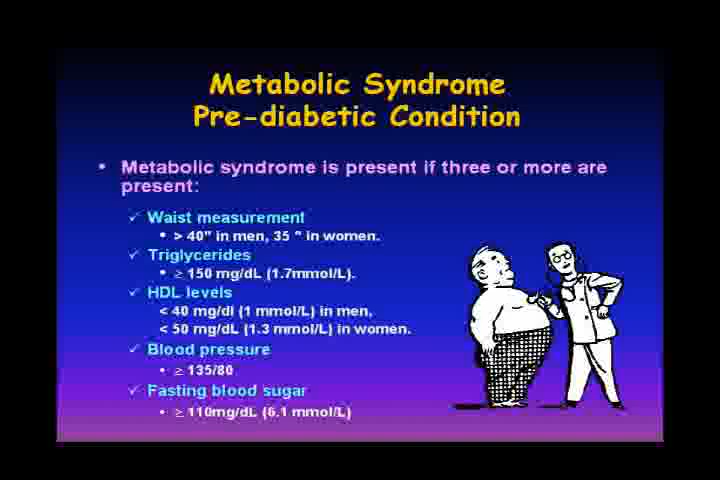 Metabolic Syndrome
Pre-diabetic Condition
• Metabolic syndrome is present if three or more are
present:
✓ Waist measurement
• > 40" in men, 35 " in women.
✓ Triglycerides
• ≥ 150 mg/dL (1.7mmol/L).
✓ HDL levels
< 40 mg/dl (1 mmol/L) in men,
< 50 mg/dL (1.3 mmol/L) in women.
✓ Blood pressure
• ≥ 135/80
✓ Fasting blood sugar
• ≥ 110mg/dL (6.1 mmol/L)